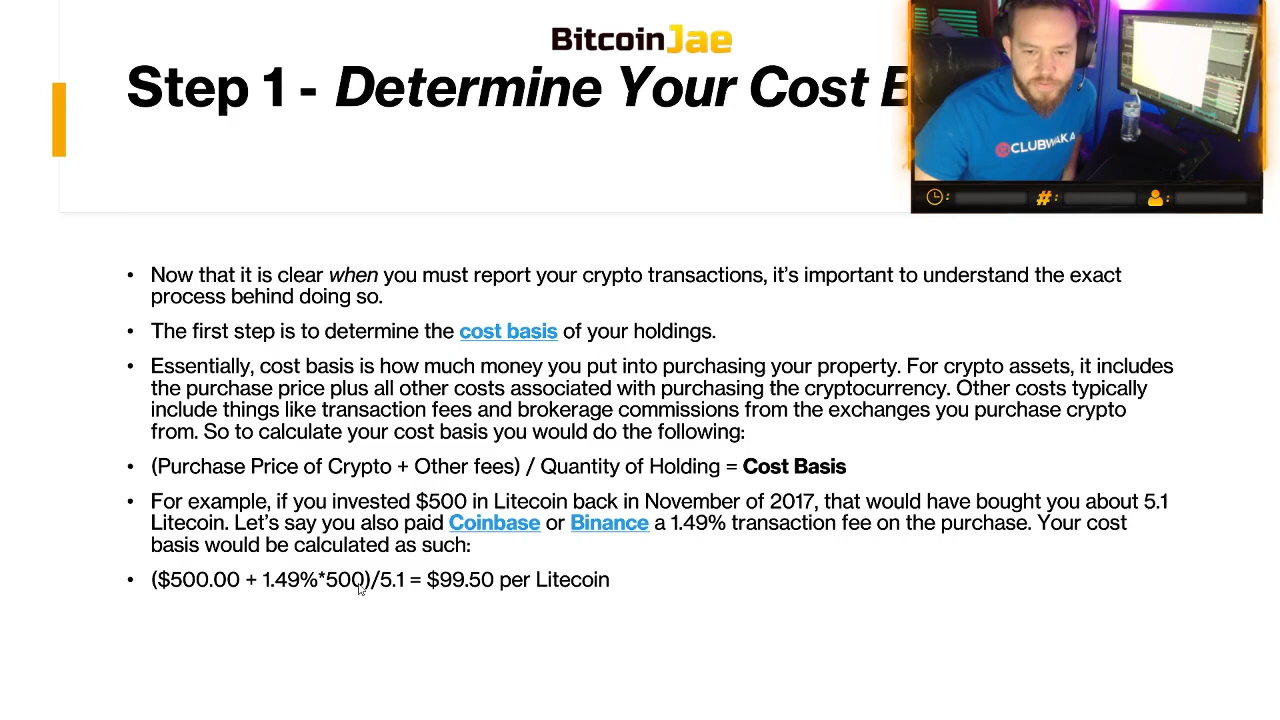 BitcoinJae
Step 1 - Determine Your Cost B
CLUBWAKA
#:
• Now that it is clear when you must report your crypto transactions, it’s important to understand the exact
process behind doing so.
• The first step is to determine the cost basis of your holdings.
• Essentially, cost basis is how much money you put into purchasing your property. For crypto assets, it includes
the purchase price plus all other costs associated with purchasing the cryptocurrency. Other costs typically
include things like transaction fees and brokerage commissions from the exchanges you purchase crypto
from. So to calculate your cost basis you would do the following:
• (Purchase Price of Crypto + Other fees) / Quantity of Holding = Cost Basis
• For example, if you invested $500 in Litecoin back in November of 2017, that would have bought you about 5.1
Litecoin. Let’s say you also paid Coinbase or Binance a 1.49% transaction fee on the purchase. Your cost
basis would be calculated as such:
• ($500.00 + 1.49%*500)/5.1 = $99.50 per Litecoin